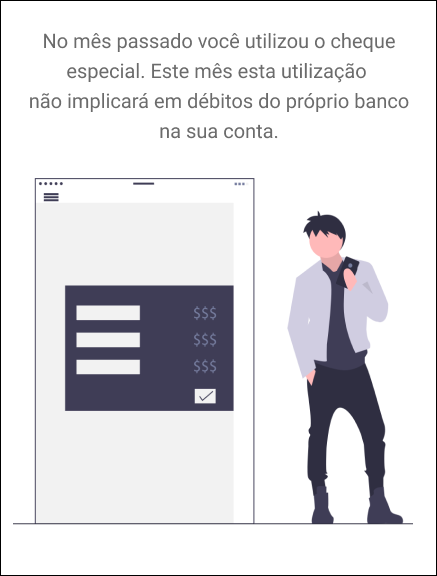 No mês passado você utilizou o cheque
especial. Este mês esta utilização
não implicará em débitos do próprio banco
na sua conta.
$$$
$$$
$$$